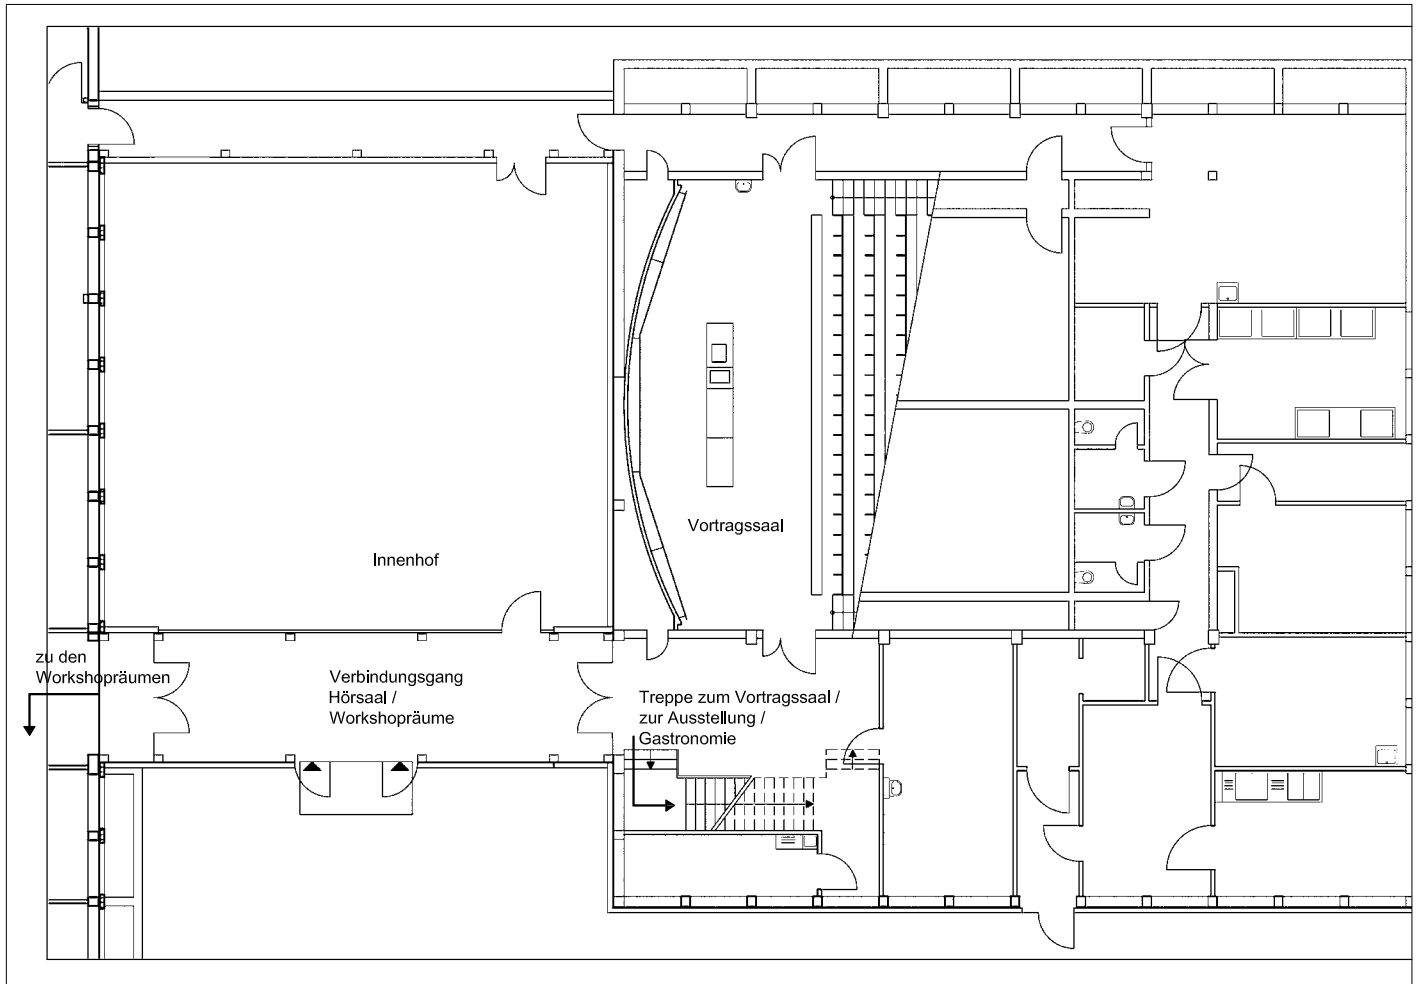 Vortragssaal
Innenhof
zu den
Workshopräumen
Verbindungsgang
Hörsaal /
Workshopräume
Treppe zum Vortragssaal /
zur Ausstellung /
Gastronomie